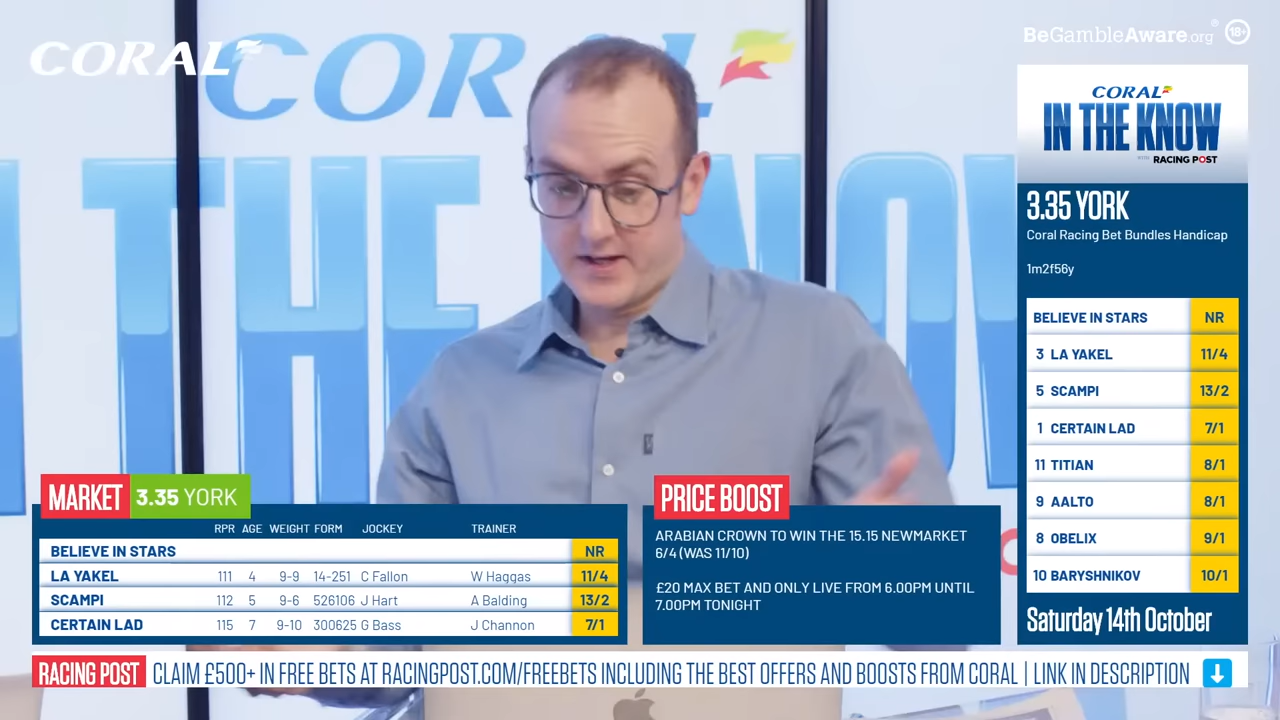 CORAL
CORAL
THE KNOW
BeGambleAware.org® 18+
CORAL
IN THE KNOW
WITH RACING POST
3.35 YORK
Coral Racing Bet Bundles Handicap
1m2f56y
BELIEVE IN STARS NR
3 LA YAKEL 11/4
5 SCAMPI 13/2
1 CERTAIN LAD 7/1
11 TITIAN 8/1
9 AALTO 8/1
8 OBELIX 9/1
10 BARYSHNIKOV 10/1
Saturday 14th October
MARKET 3.35 YORK
RPR AGE WEIGHT FORM JOCKEY TRAINER
BELIEVE IN STARS NR
LA YAKEL 111 4 9-9 14-251 C Fallon W Haggas 11/4
SCAMPI 112 5 9-6 526106 J Hart A Balding 13/2
CERTAIN LAD 115 7 9-10 300625 G Bass J Channon 7/1
PRICE BOOST
ARABIAN CROWN TO WIN THE 15.15 NEWMARKET
6/4 (WAS 11/10)
£20 MAX BET AND ONLY LIVE FROM 6.00PM UNTIL
7.00PM TONIGHT
RACING POST CLAIM £500+ IN FREE BETS AT RACINGPOST.COM/FREEBETS INCLUDING THE BEST OFFERS AND BOOSTS FROM CORAL | LINK IN DESCRIPTION